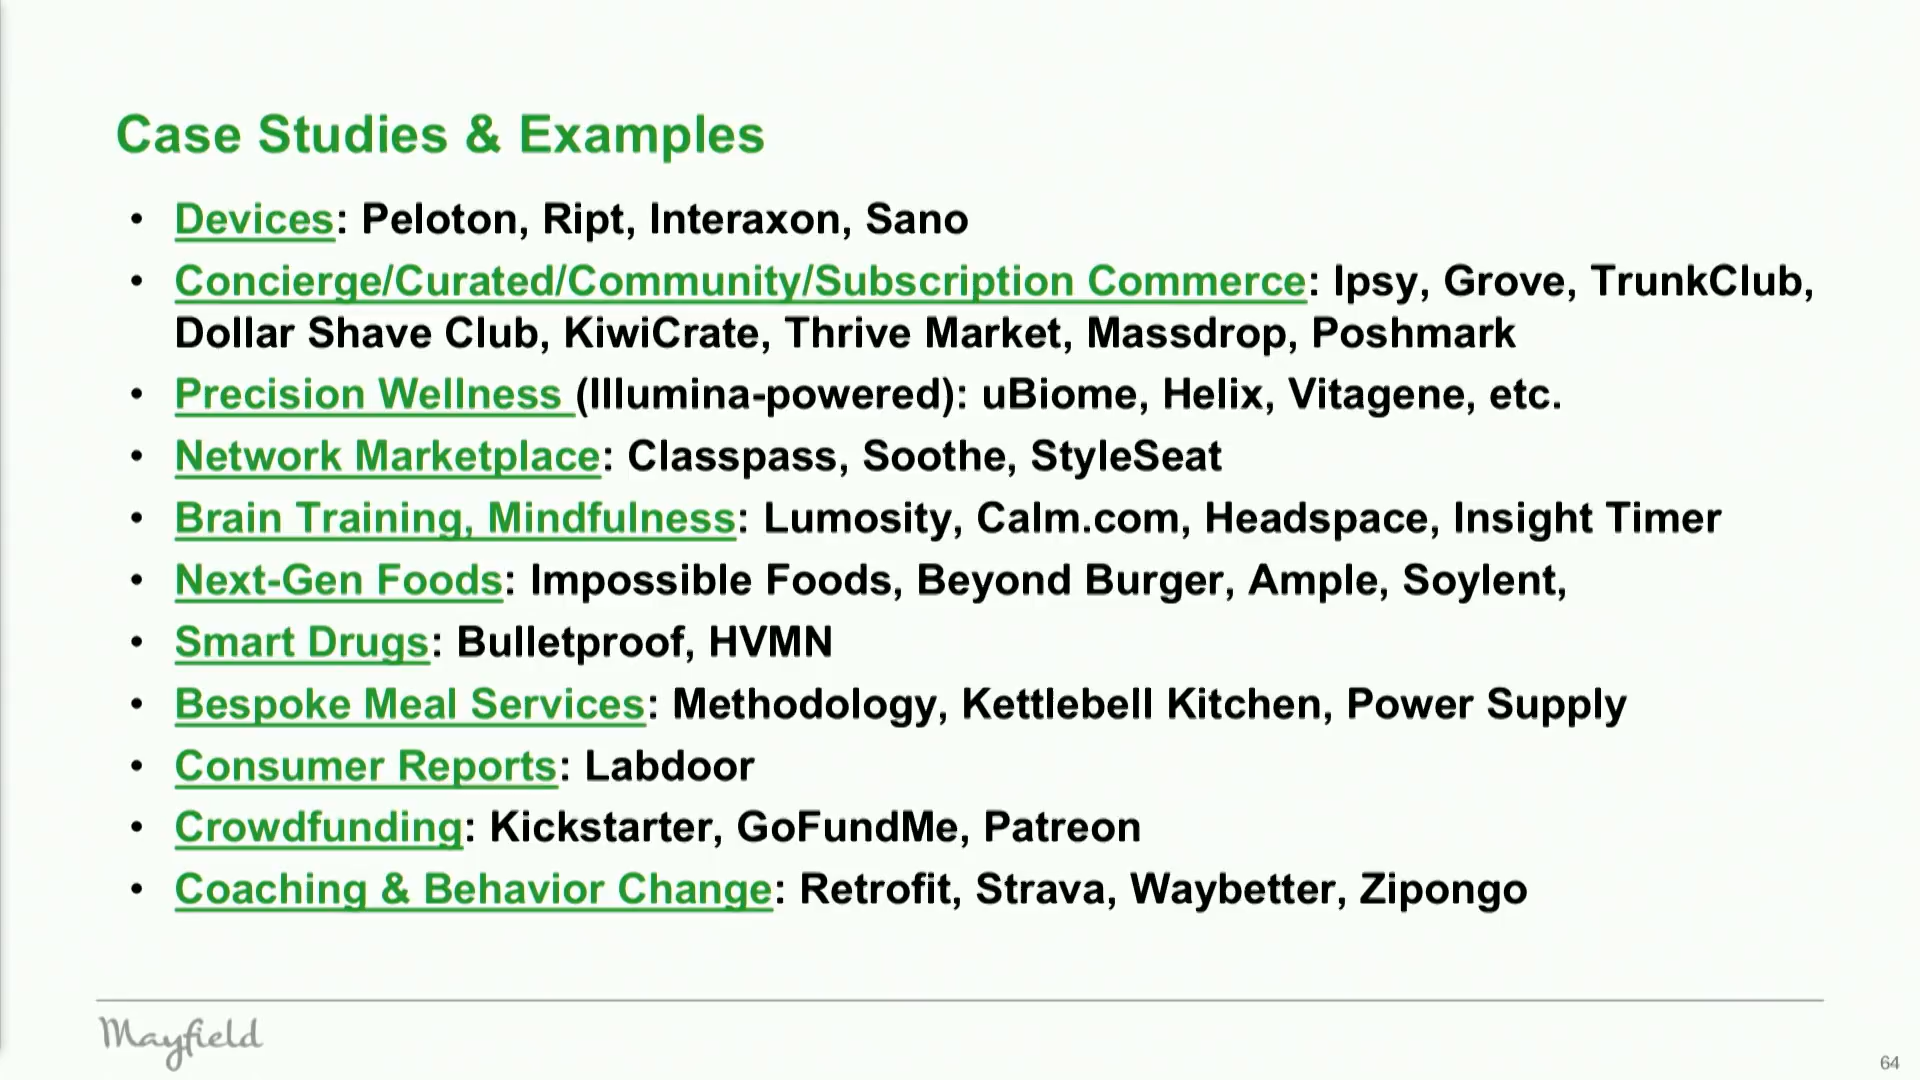 Case Studies & Examples
• Devices: Peloton, Ript, Interaxon, Sano
• Concierge/Curated/Community/Subscription Commerce: Ipsy, Grove, TrunkClub,
Dollar Shave Club, KiwiCrate, Thrive Market, Massdrop, Poshmark
• Precision Wellness (Illumina-powered): uBiome, Helix, Vitagene, etc.
• Network Marketplace: Classpass, Soothe, StyleSeat
• Brain Training, Mindfulness: Lumosity, Calm.com, Headspace, Insight Timer
• Next-Gen Foods: Impossible Foods, Beyond Burger, Ample, Soylent,
• Smart Drugs: Bulletproof, HVMN
• Bespoke Meal Services: Methodology, Kettlebell Kitchen, Power Supply
• Consumer Reports: Labdoor
• Crowdfunding: Kickstarter, GoFundMe, Patreon
• Coaching & Behavior Change: Retrofit, Strava, Waybetter, Zipongo
Mayfield
64